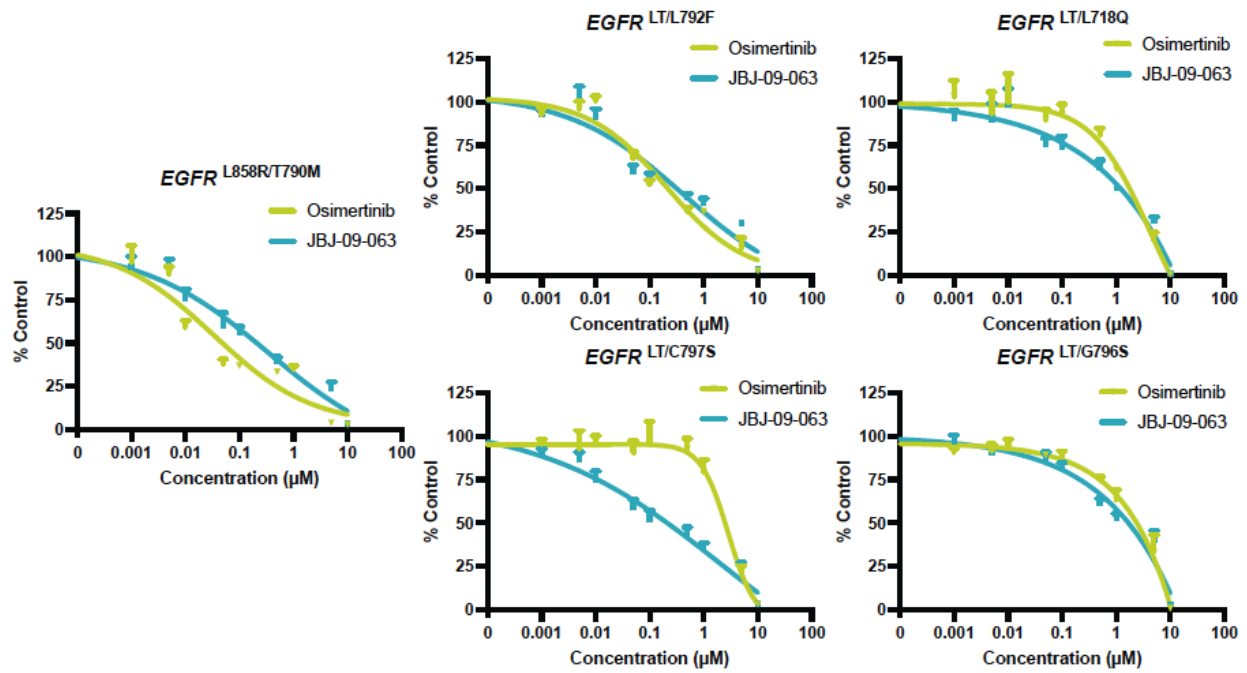 EGFR L858R/T790M
Osimertinib
JBJ-09-063
% Control
125
100
75
50
25
0
0 0.001 0.01 0.1 1 10 100
Concentration (µM)
EGFR LT/L792F
Osimertinib
JBJ-09-063
% Control
125
100
75
50
25
0
0 0.001 0.01 0.1 1 10 100
Concentration (µM)
EGFR LT/L718Q
Osimertinib
JBJ-09-063
% Control
125
100
75
50
25
0
0 0.001 0.01 0.1 1 10 100
Concentration (µM)
EGFR LT/C797S
Osimertinib
JBJ-09-063
% Control
125
100
75
50
25
0
0 0.001 0.01 0.1 1 10 100
Concentration (µM)
EGFR LT/G796S
Osimertinib
JBJ-09-063
% Control
125
100
75
50
25
0
0 0.001 0.01 0.1 1 10 100
Concentration (µM)